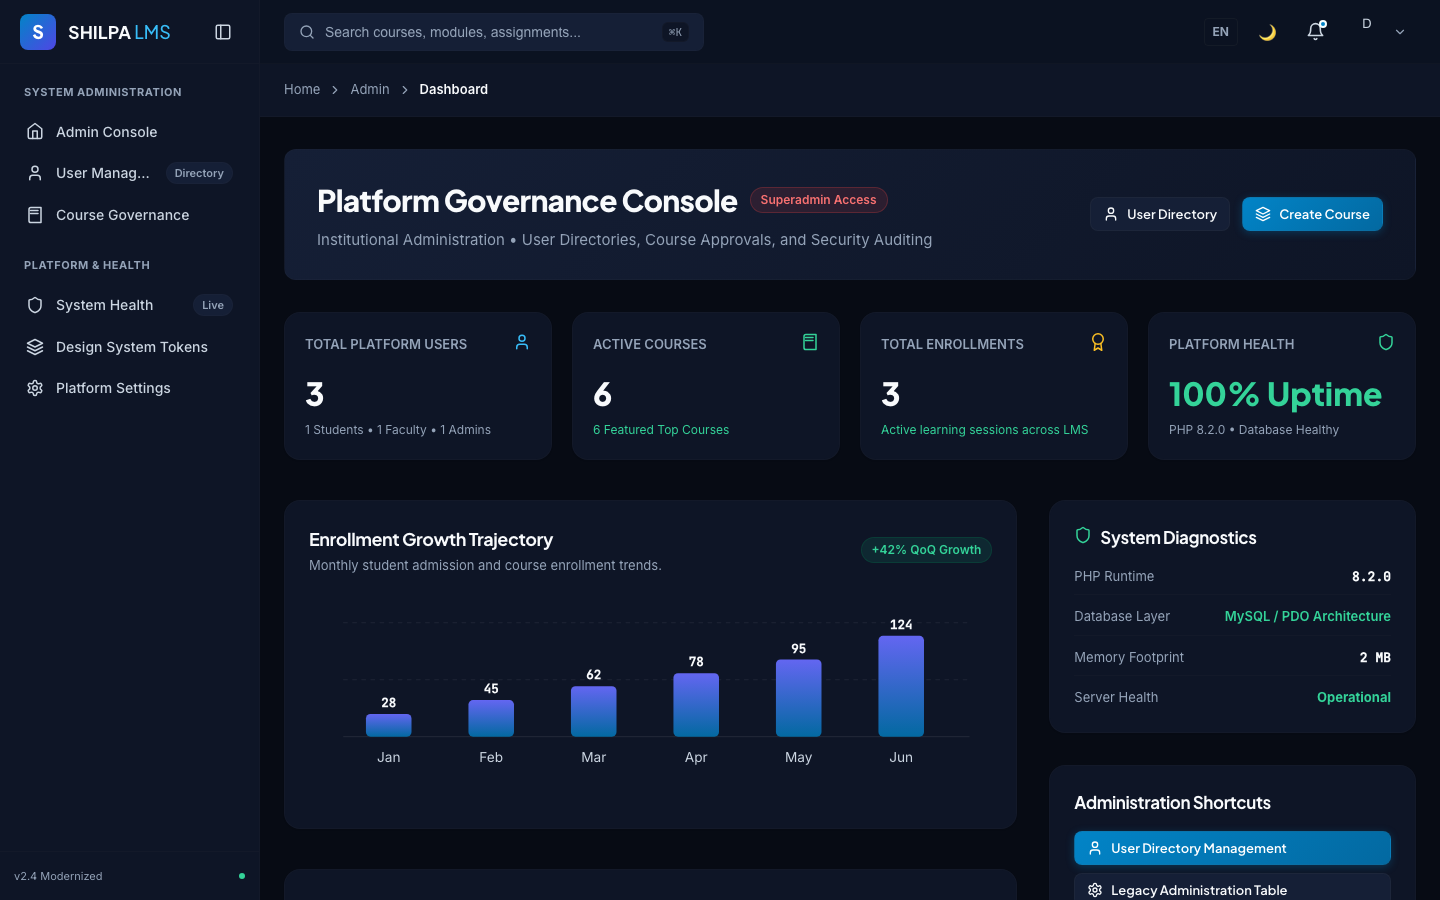 S SHILPA LMS
Search courses, modules, assignments... ⌘K
EN
D
SYSTEM ADMINISTRATION
Admin Console
User Manag... Directory
Course Governance
PLATFORM & HEALTH
System Health Live
Design System Tokens
Platform Settings
v2.4 Modernized
Home > Admin > Dashboard
Platform Governance Console Superadmin Access
Institutional Administration • User Directories, Course Approvals, and Security Auditing
User Directory Create Course
TOTAL PLATFORM USERS
3
1 Students • 1 Faculty • 1 Admins
ACTIVE COURSES
6
6 Featured Top Courses
TOTAL ENROLLMENTS
3
Active learning sessions across LMS
PLATFORM HEALTH
100% Uptime
PHP 8.2.0 • Database Healthy
Enrollment Growth Trajectory
Monthly student admission and course enrollment trends.
+42% QoQ Growth
28 45 62 78 95 124
Jan Feb Mar Apr May Jun
System Diagnostics
PHP Runtime 8.2.0
Database Layer MySQL / PDO Architecture
Memory Footprint 2 MB
Server Health Operational
Administration Shortcuts
User Directory Management
Legacy Administration Table